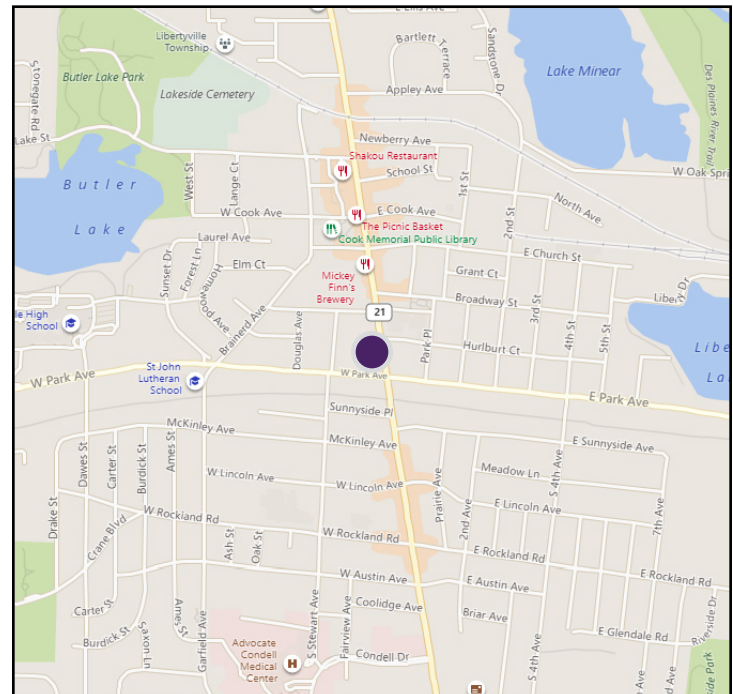 E Ellis Ave
Libertyville
Township
Bartlett
Terrace
Sandstone Dr
Stonegate Rd
Butler Lake Park
Lakeside Cemetery
Appley Ave
Lake Minear
Des Plaines River Trail
Lake St
Newberry Ave
Shakou Restaurant
School St
W Oak Spri
West St
Lange Ct
1st St
North Ave
Butler
Lake
W Cook Ave
E Cook Ave
The Picnic Basket
Cook Memorial Public Library
2nd St
Laurel Ave
E Church St
Sunset Dr
Forest Ln
Elm Ct
Mickey
Finn's
Brewery
Grant Ct
Homewood Ave
Broadway St
Liberty Dr
le High
School
Brainerd Ave
Douglas Ave
21
Park Pl
3rd St
4th St
5th St
Hurlburt Ct
Libe
La
St John
Lutheran
School
W Park Ave
W Park Ave
E Park Ave
Sunnyside Pl
McKinley Ave
McKinley Ave
E Sunnyside Ave
Dawes St
Carter St
Burdick St
Ames St
Meadow Ln
S 4th Ave
W Lincoln Ave
W Lincoln Ave
Prairie Ave
2nd Ave
E Lincoln Ave
7th Ave
Drake St
Crane Blvd
W Rockland Rd
W Rockland Rd
Ash St
Oak St
E Rockland Rd
E Rockland Rd
W Austin Ave
E Austin Ave
Carter St
Coolidge Ave
Briar Ave
Burdick St
Saxon Ln
Ames St
Garfield Ave
S Stewart Ave
Fairview Ave
E Glendale Rd
Riverside Dr
Advocate
Condell
Medical
Center
H
Condell Dr
S 4th Ave
3rd Ave
5th Ave
side Park